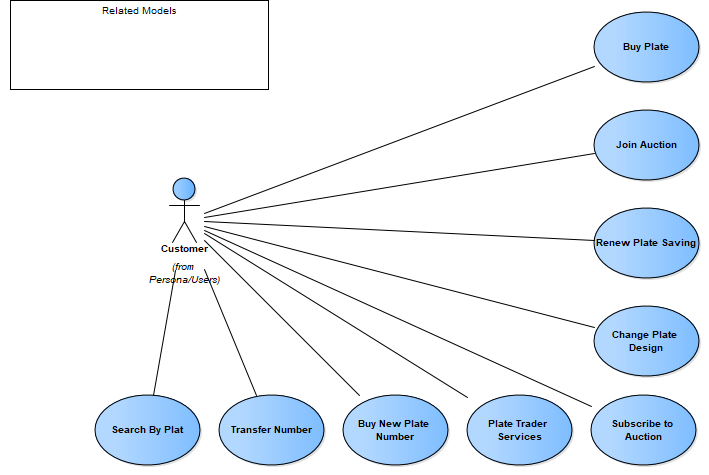 Related Models
Buy Plate
Join Auction
Customer
(from
Persona/Users)
Renew Plate Saving
Change Plate
Design
Search By Plat
Transfer Number
Buy New Plate
Number
Plate Trader
Services
Subscribe to
Auction